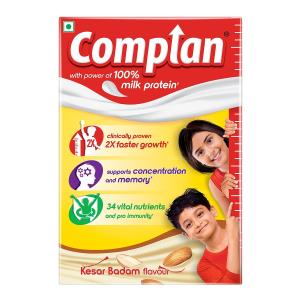 Complan®
with power of 100%
milk protein†
clinically proven
2X faster growth*
2X
supports concentration
and memory*
34 vital nutrients
and pro immunity*
Kesar Badam flavour